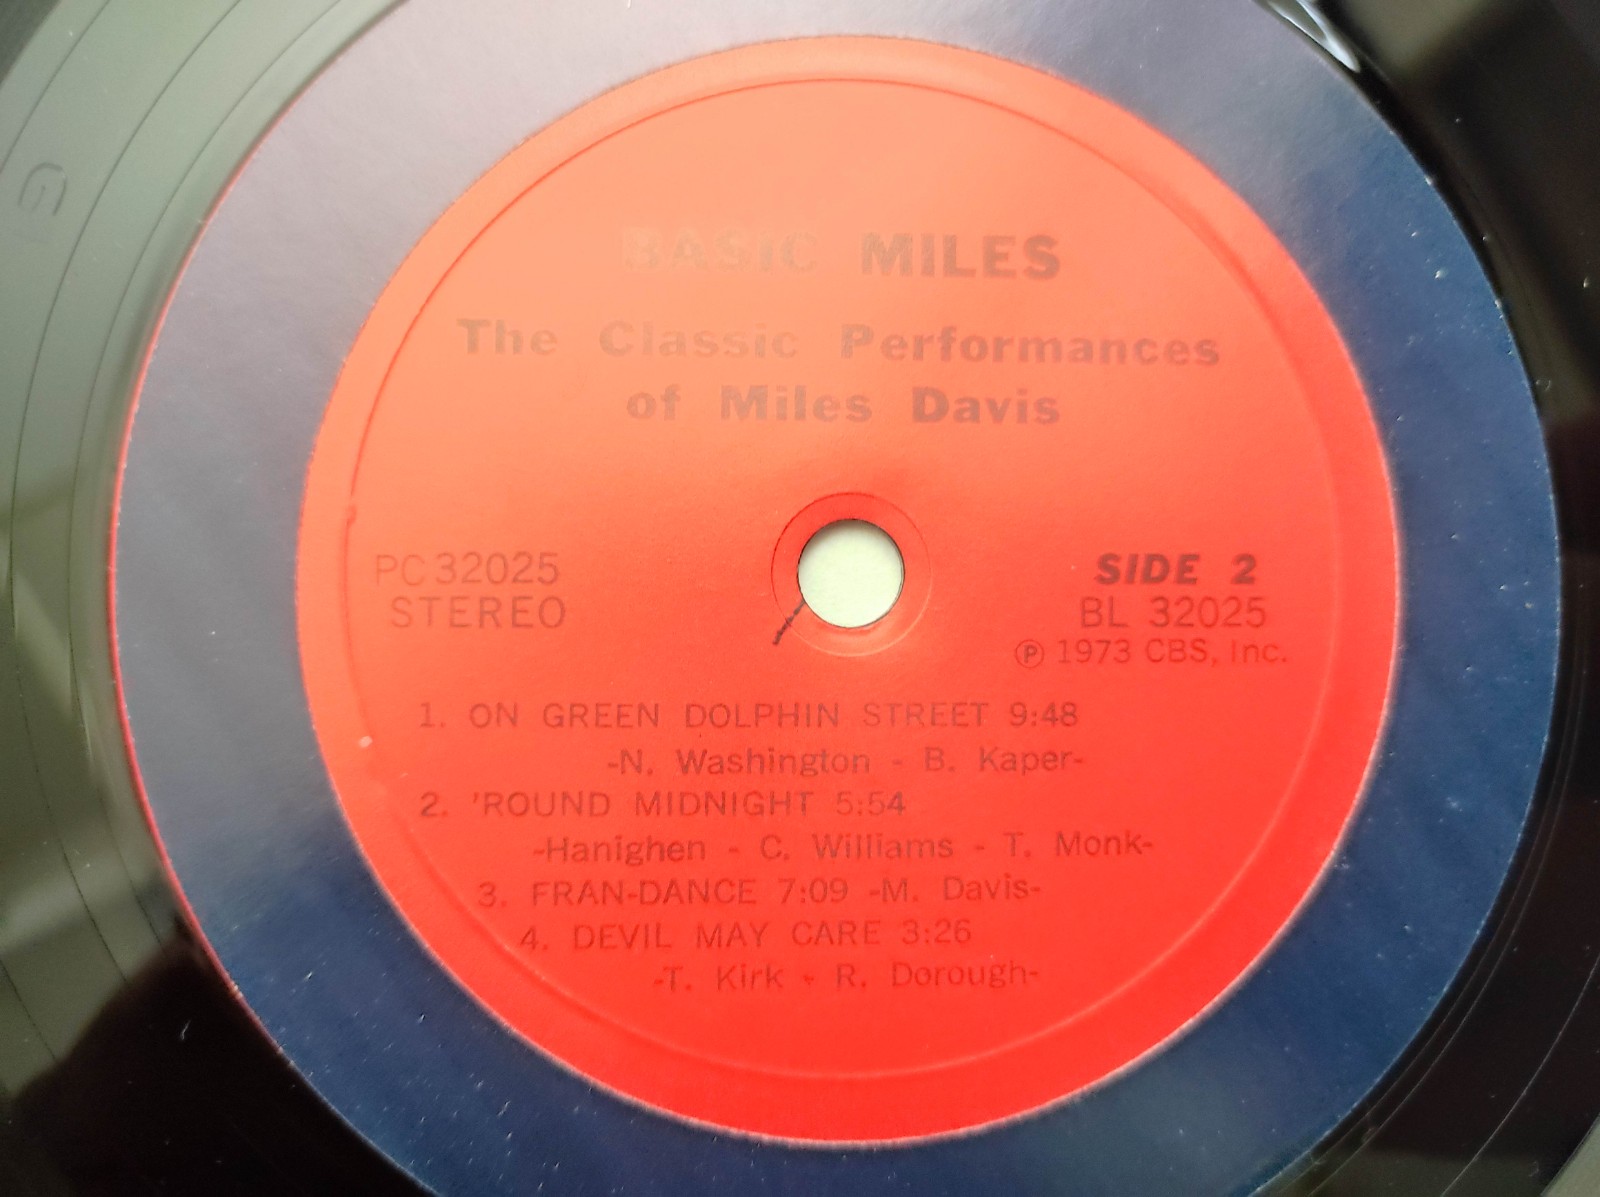 BASIC MILES
The Classic Performances
of Miles Davis
PC 32025
STEREO
SIDE 2
BL 32025
Ⓟ 1973 CBS, Inc.
1. ON GREEN DOLPHIN STREET 9:48
-N. Washington - B. Kaper-
2. 'ROUND MIDNIGHT 5:54
-Hanighen - C. Williams - T. Monk-
3. FRAN-DANCE 7:09 -M. Davis-
4. DEVIL MAY CARE 3:26
-T. Kirk - R. Dorough-